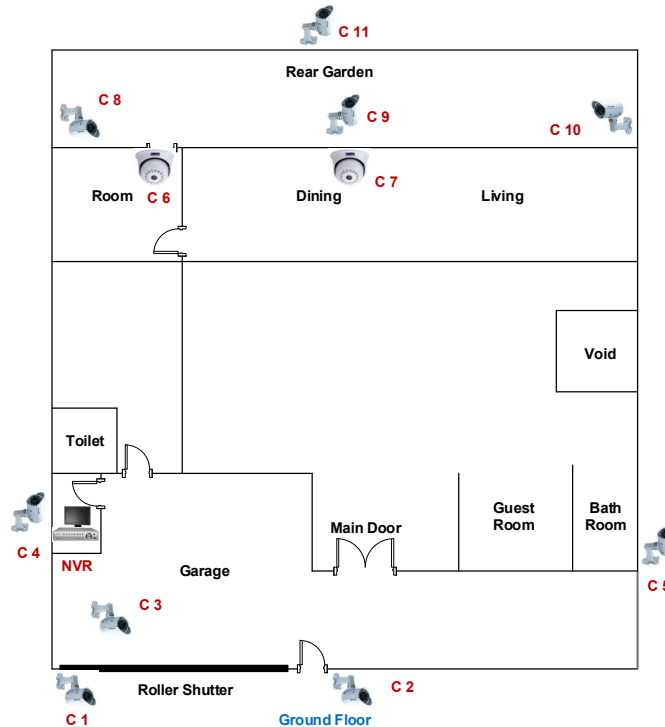 C 11
Rear Garden
C 8
C 9
C 10
Room
C 6
Dining
C 7
Living
Void
Toilet
Guest
Room
Bath
Room
Main Door
C 4
NVR
Garage
C 5
C 3
Roller Shutter
C 2
C 1
Ground Floor